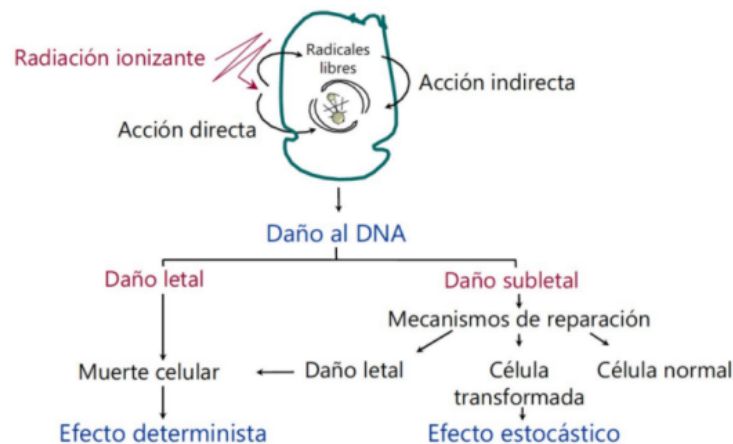 Radiación ionizante
Radicales
libres
Acción indirecta
Acción directa
Daño al DNA
Daño letal
Daño subletal
Mecanismos de reparación
Muerte celular
Daño letal
Célula
transformada
Célula normal
Efecto determinista
Efecto estocástico